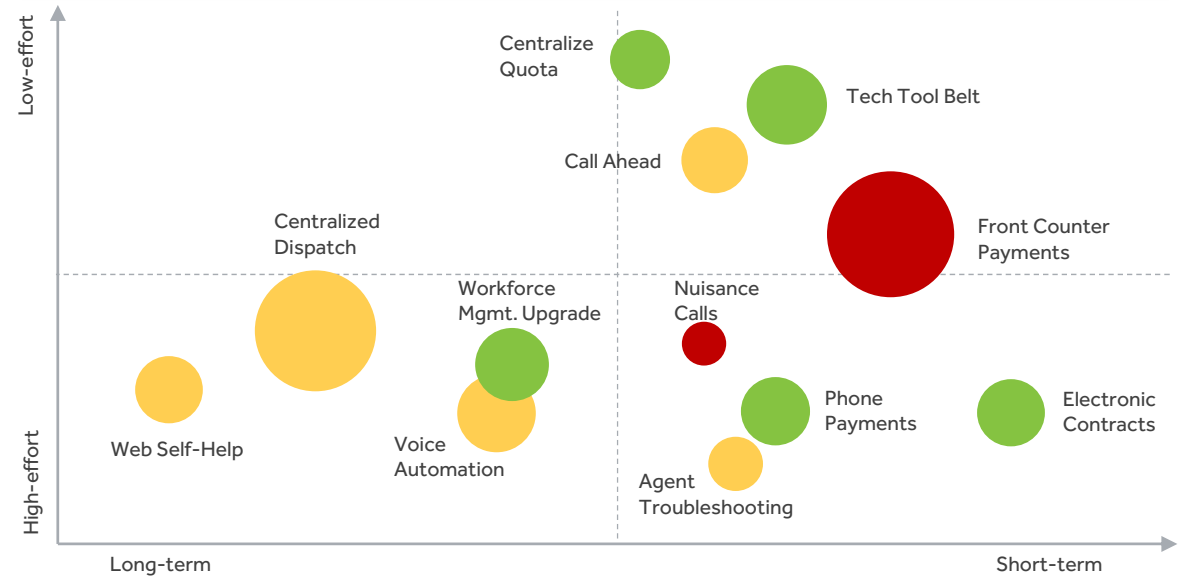 Low-effort
High-effort
Centralize
Quota
Tech Tool Belt
Call Ahead
Centralized
Dispatch
Front Counter
Payments
Workforce
Mgmt. Upgrade
Nuisance
Calls
Web Self-Help
Voice
Automation
Phone
Payments
Electronic
Contracts
Agent
Troubleshooting
Long-term
Short-term